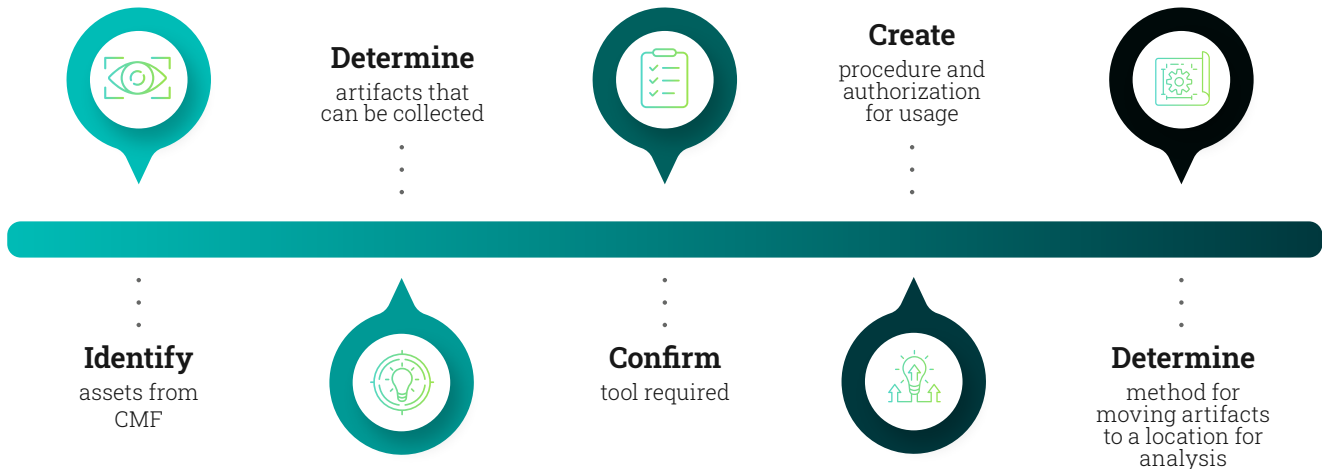 Identify
assets from
CMF
Determine
artifacts that
can be collected
Confirm
tool required
Create
procedure and
authorization
for usage
Determine
method for
moving artifacts
to a location for
analysis